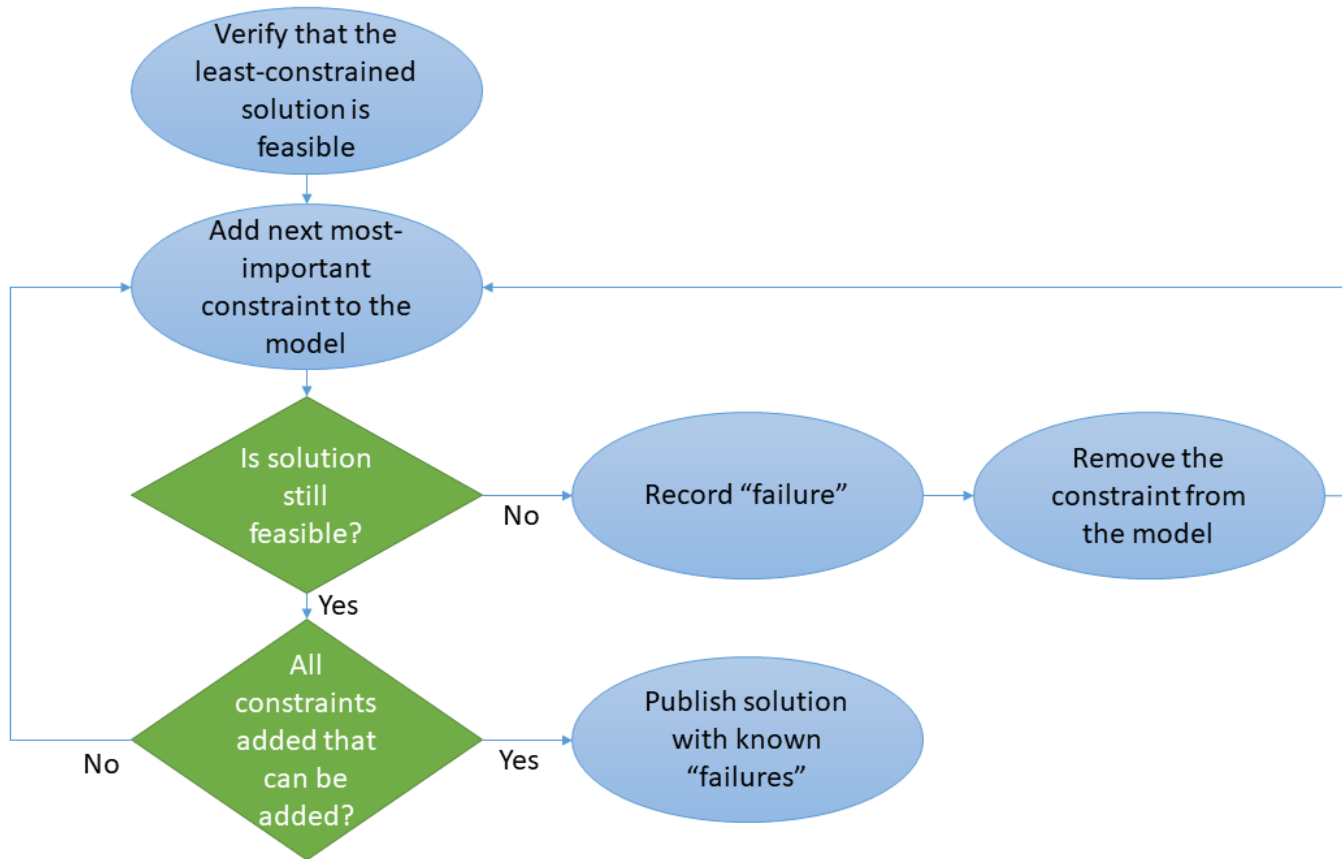 Verify that the
least-constrained
solution is
feasible
Add next most-
important
constraint to the
model
Is solution
still
feasible?
No
Record “failure”
Remove the
constraint from
the model
Yes
All
constraints
added that
can be
added?
No
Yes
Publish solution
with known
“failures”